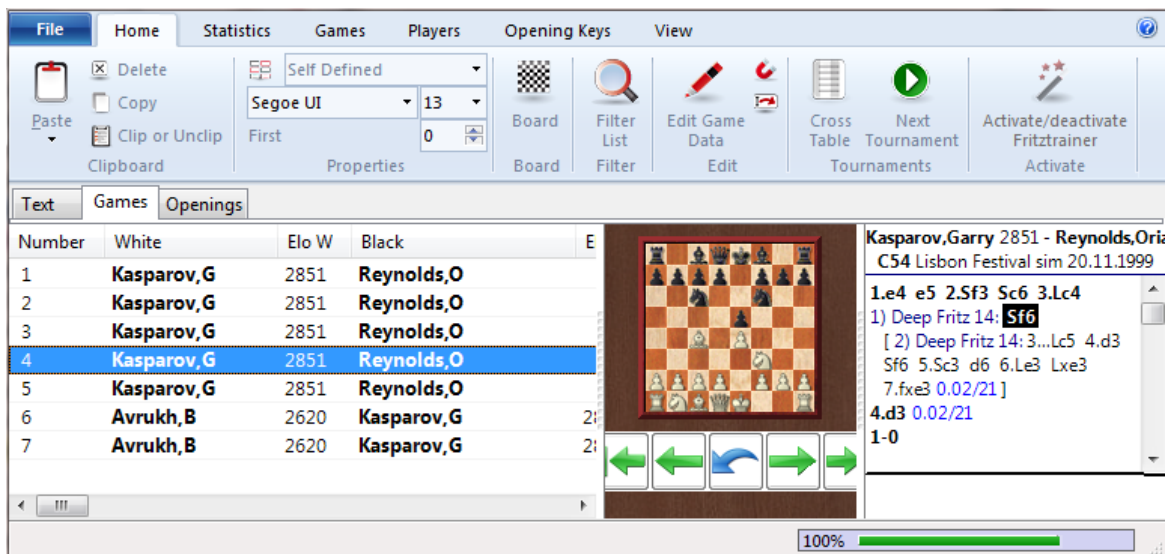 File Home Statistics Games Players Opening Keys View
Paste
Delete
Copy
Clip or Unclip
Clipboard
Self Defined
Segoe UI 13
First 0
Properties
Board
Board
Filter
List
Filter
Edit Game
Data
Edit
Cross
Table
Next
Tournament
Tournaments
Activate/deactivate
Fritztrainer
Activate
Text Games Openings
Number White Elo W Black E
1 Kasparov,G 2851 Reynolds,O
2 Kasparov,G 2851 Reynolds,O
3 Kasparov,G 2851 Reynolds,O
4 Kasparov,G 2851 Reynolds,O
5 Kasparov,G 2851 Reynolds,O
6 Avrukh,B 2620 Kasparov,G 28
7 Avrukh,B 2620 Kasparov,G 28
Kasparov,Garry 2851 - Reynolds,Oria
C54 Lisbon Festival sim 20.11.1999
1.e4 e5 2.Sf3 Sc6 3.Lc4
1) Deep Fritz 14: Sf6
[ 2) Deep Fritz 14: 3...Lc5 4.d3
Sf6 5.Sc3 d6 6.Le3 Lxe3
7.fxe3 0.02/21 ]
4.d3 0.02/21
1-0
100%